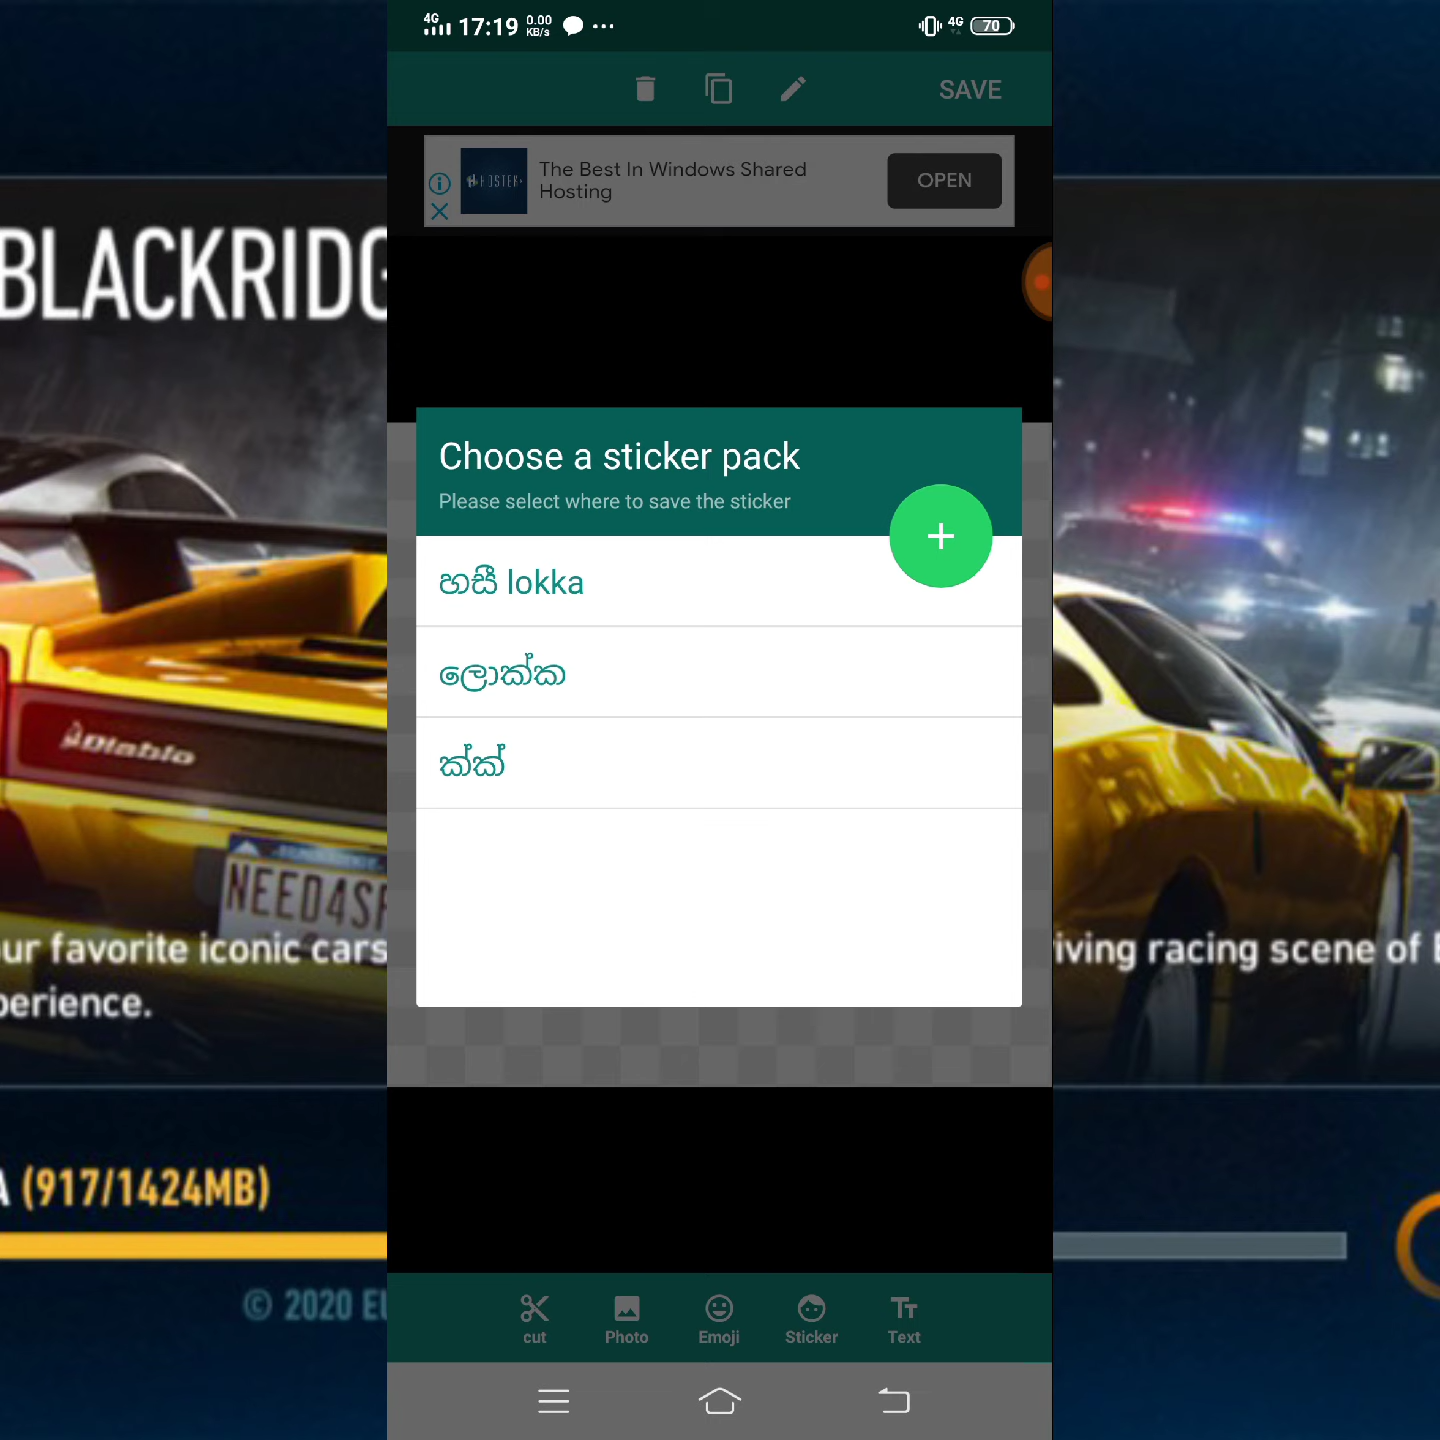 4G 17:19 0.00 KB/s 4G 70
SAVE
HOSTER
The Best In Windows Shared
Hosting
OPEN
BLACKRIDG
Choose a sticker pack
Please select where to save the sticker
+
හසී lokka
ලොක්ක
ක්ක්
Diablo
NEED4SP
ur favorite iconic cars
perience.
iving racing scene of
A (917/1424MB)
© 2020
cut Photo Emoji Sticker Text